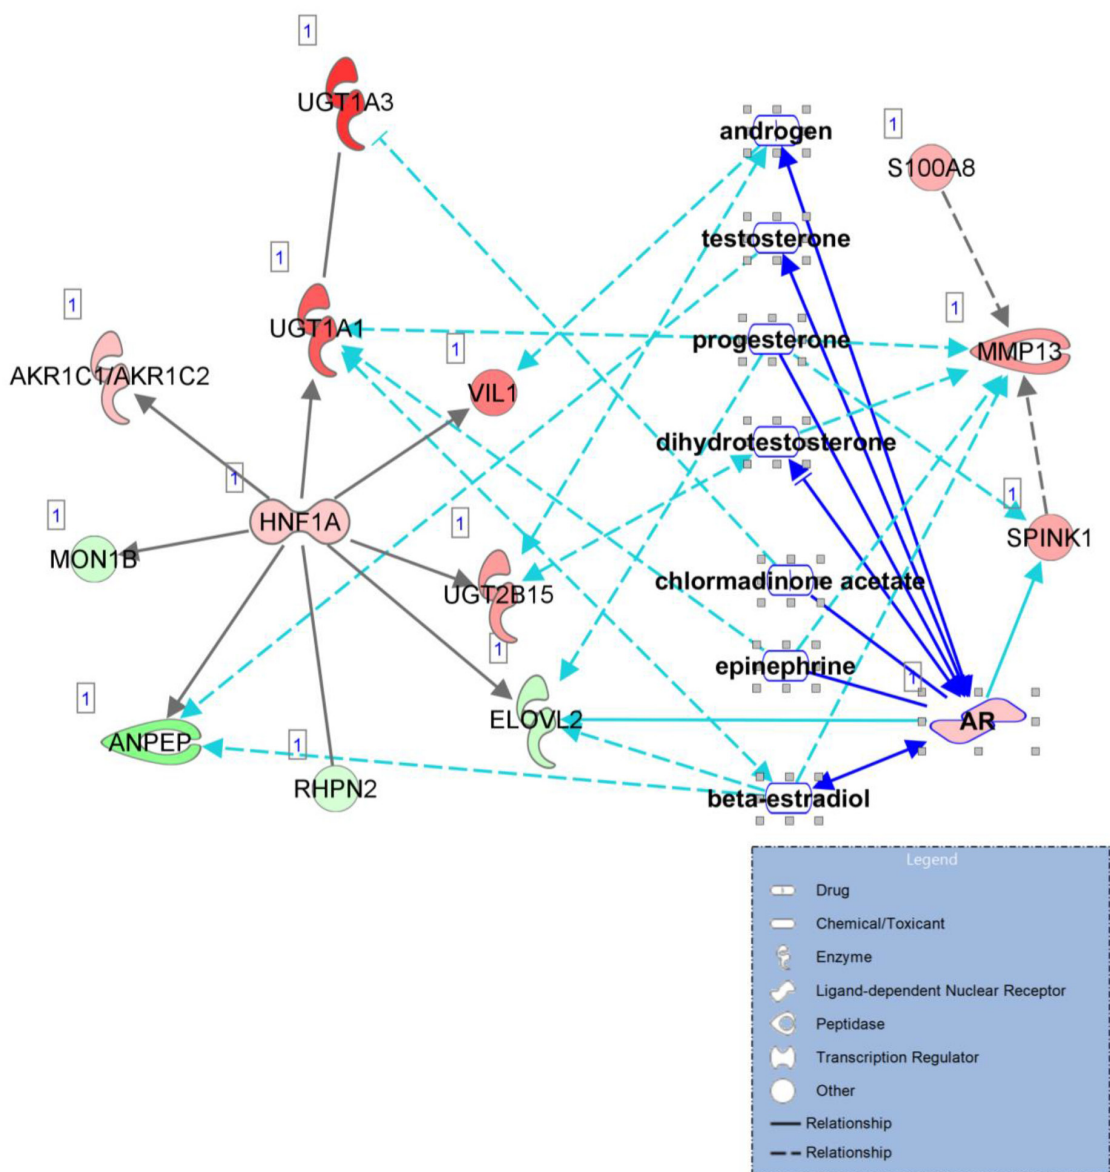 1
UGT1A3
androgen
1
S100A8
testosterone
1
UGT1A1
1
AKR1C1/AKR1C2
1
VIL1
progesterone
1
MMP13
dihydrotestosterone
1
HNF1A
1
MON1B
1
UGT2B15
1
SPINK1
chlormadinone acetate
1
ELOVL2
epinephrine
1
AR
1
ANPEP
1
RHPN2
beta-estradiol
Legend
Drug
Chemical/Toxicant
Enzyme
Ligand-dependent Nuclear Receptor
Peptidase
Transcription Regulator
Other
Relationship
Relationship